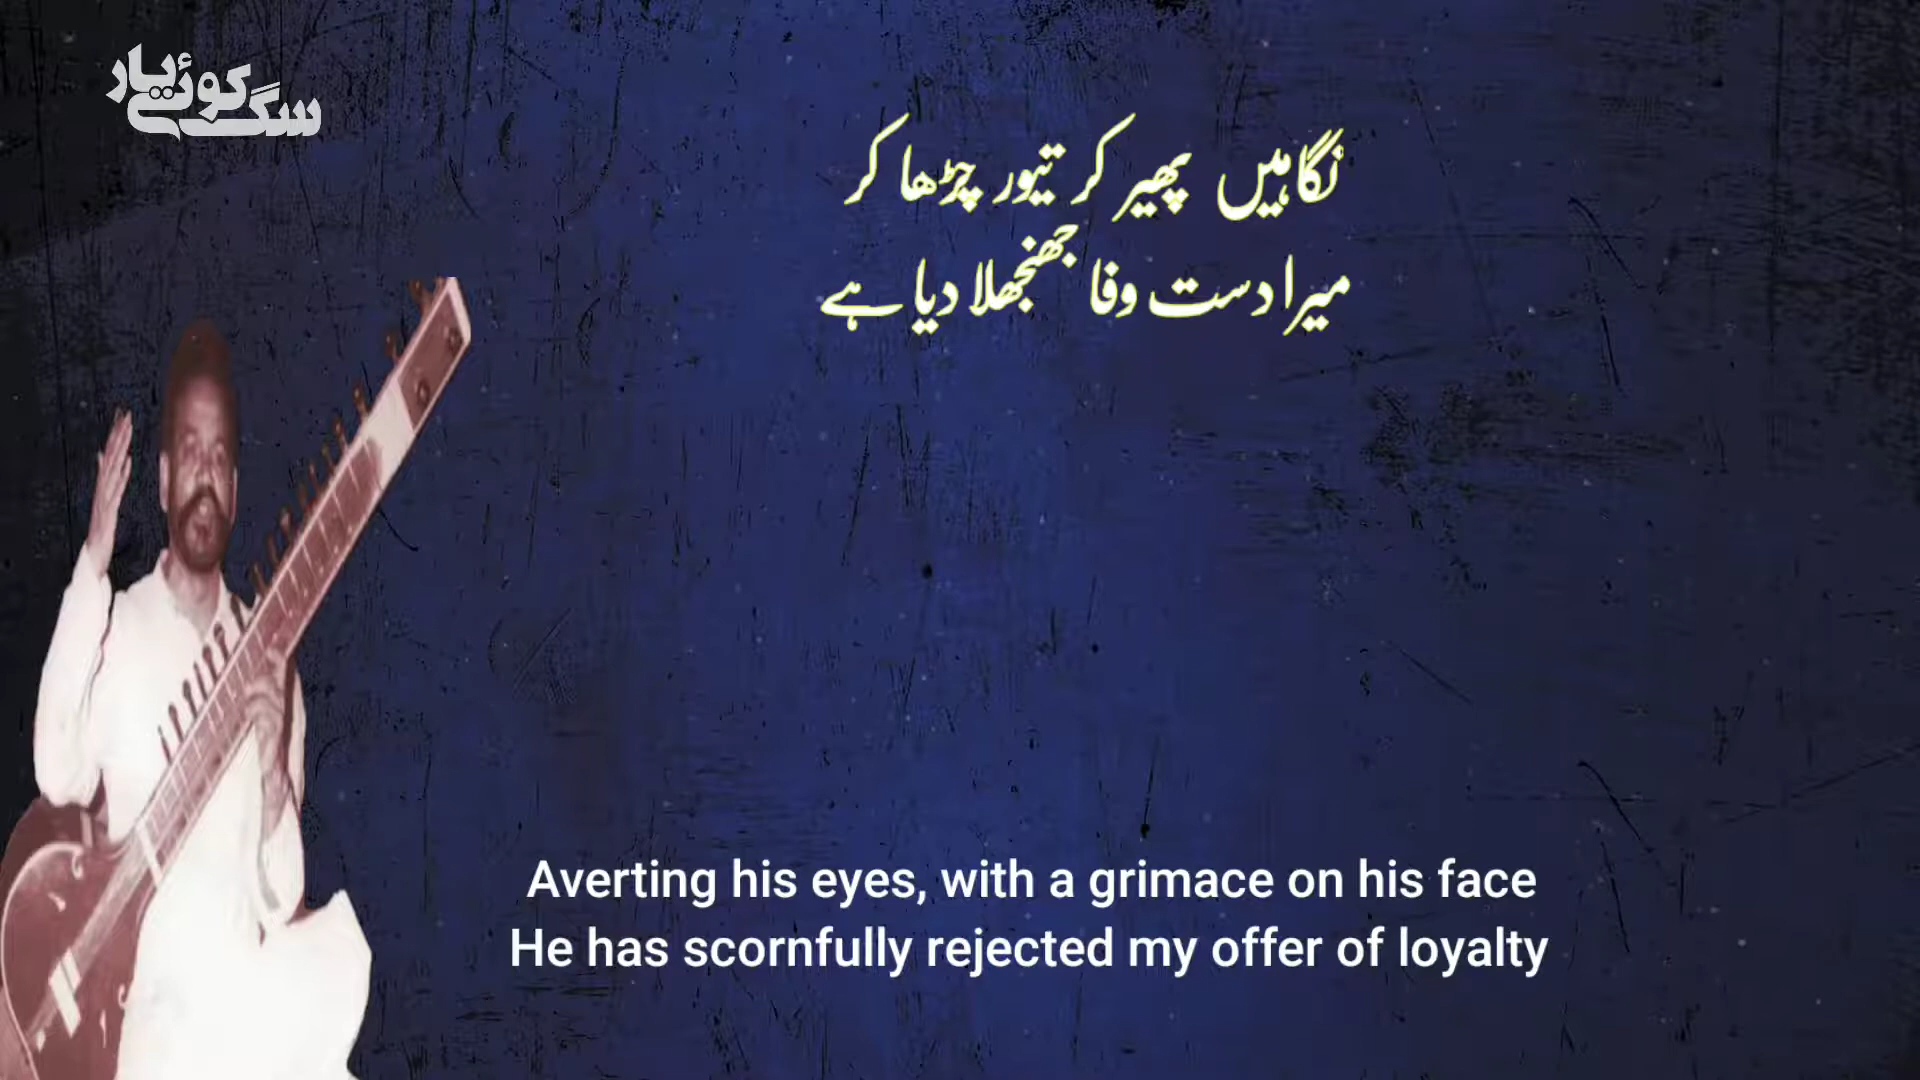 سگ کوئے یار
نگاہیں پھیر کر تیور چڑھا کر
میرا دست وفا جھنجھلا دیا ہے
Averting his eyes, with a grimace on his face
He has scornfully rejected my offer of loyalty